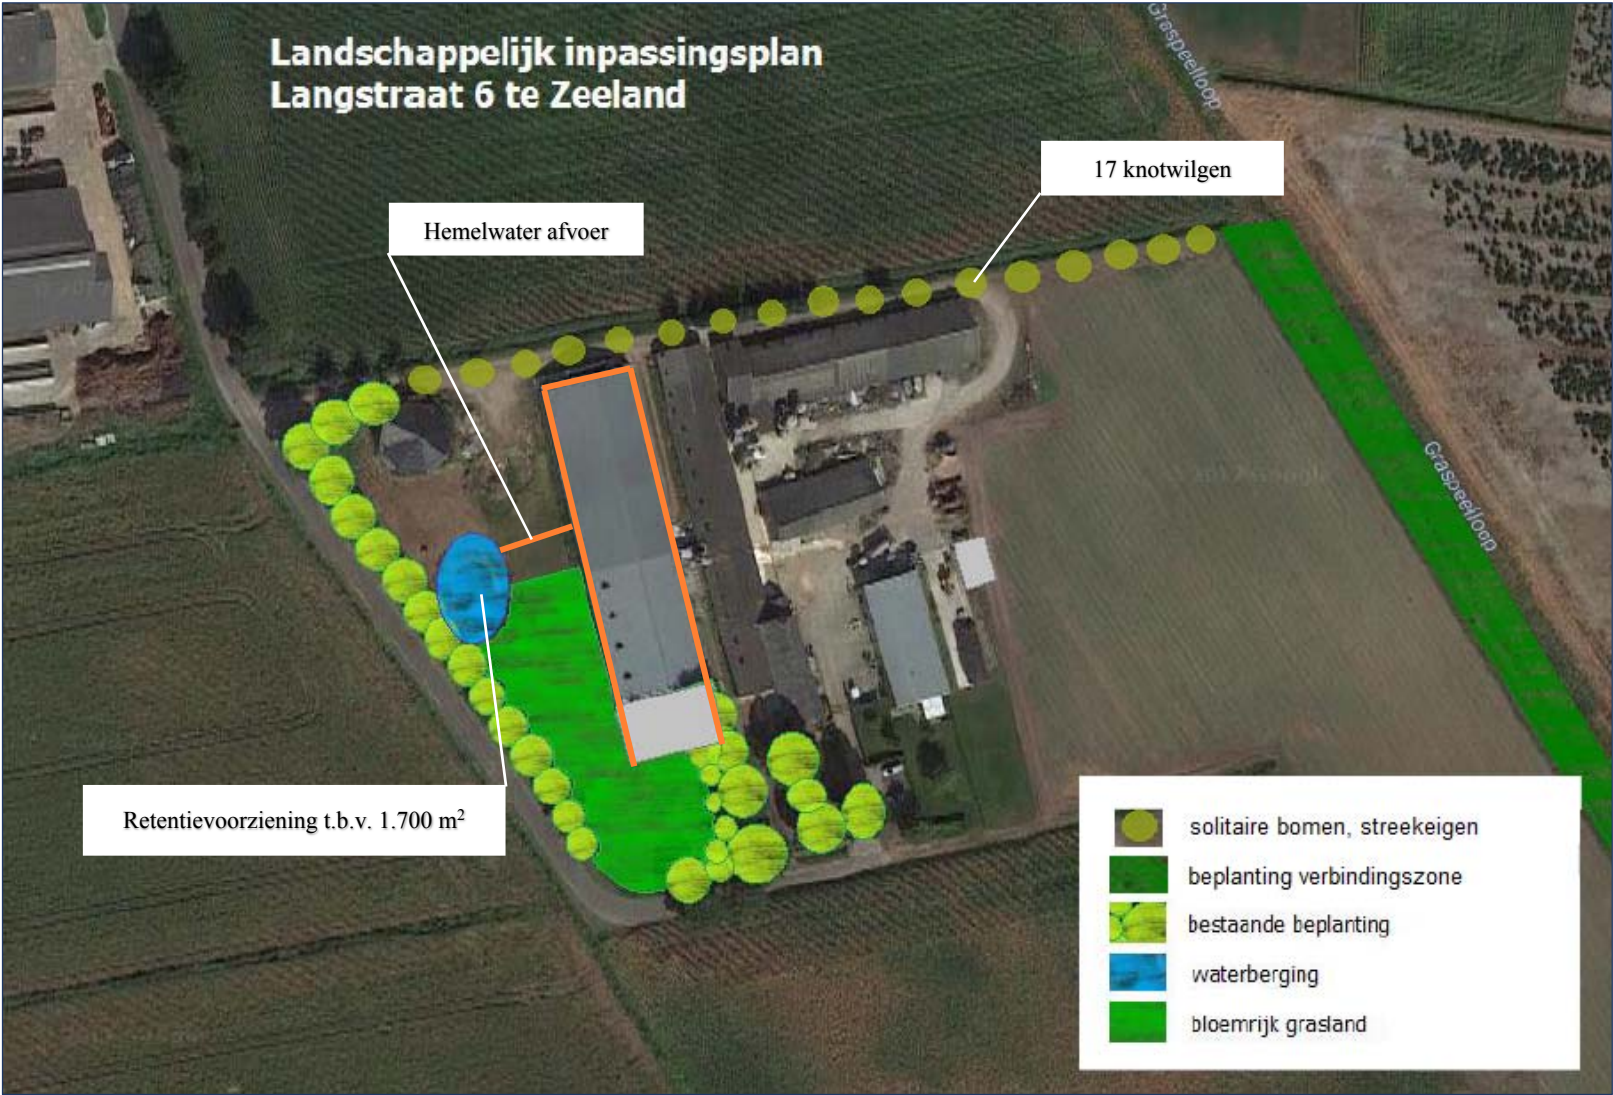 Landschappelijk inpassingsplan
Langstraat 6 te Zeeland
Graspeelloop
17 knotwilgen
Hemelwater afvoer
Graspeelloop
Retentievoorziening t.b.v. 1.700 m²
solitaire bomen, streekeigen
beplanting verbindingszone
bestaande beplanting
waterberging
bloemrijk grasland